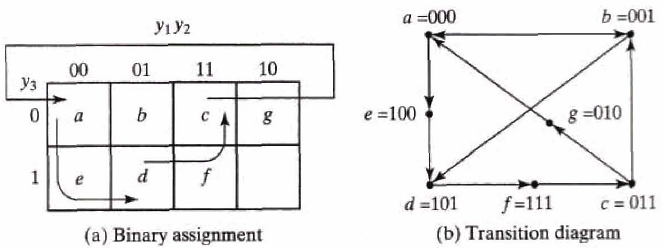 y₁y₂
00 01 11 10
y₃
0 a b c g
1 e d f
(a) Binary assignment
a =000 b =001
e =100 g =010
d =101 f =111 c = 011
(b) Transition diagram